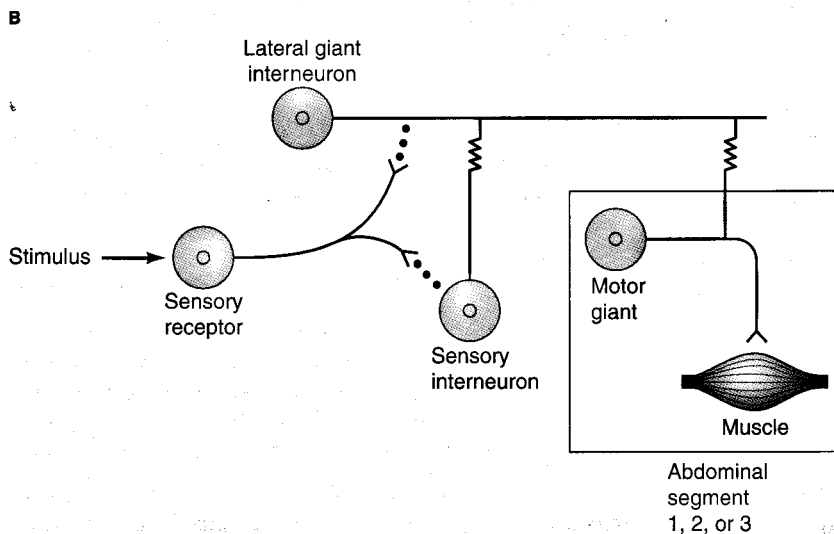 B
Lateral giant
interneuron
Stimulus
Sensory
receptor
Sensory
interneuron
Motor
giant
Muscle
Abdominal
segment
1, 2, or 3